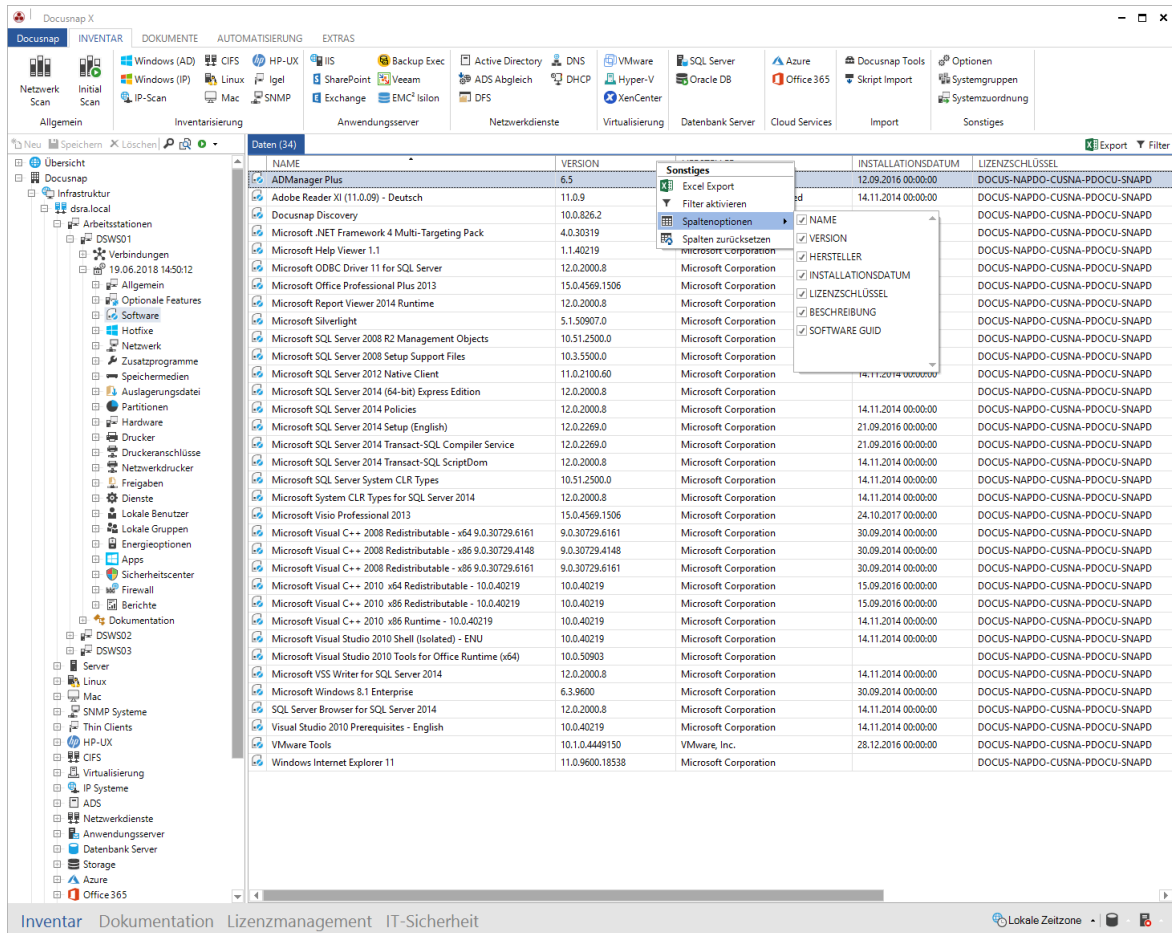 Docusnap X
Docusnap INVENTAR DOKUMENTE AUTOMATISIERUNG EXTRAS
Netzwerk Scan
Initial Scan
Windows (AD) CIFS HP-UX IIS Backup Exec Active Directory DNS VMware SQL Server Azure Docusnap Tools Optionen
Windows (IP) Linux Igel SharePoint Veeam ADS Abgleich DHCP Hyper-V Oracle DB Office 365 Skript Import Systemgruppen
IP-Scan Mac SNMP Exchange EMC² Isilon DFS XenCenter Systemzuordnung
Allgemein Inventarisierung Anwendungsserver Netzwerkdienste Virtualisierung Datenbank Server Cloud Services Import Sonstiges
Neu Speichern Löschen
Übersicht
Docusnap
Infrastruktur
dsra.local
Arbeitsstationen
DSWS01
Verbindungen
19.06.2018 14:50:12
Allgemein
Optionale Features
Software
Hotfixe
Netzwerk
Zusatzprogramme
Speichermedien
Auslagerungsdatei
Partitionen
Hardware
Drucker
Druckeranschlüsse
Netzwerkdrucker
Freigaben
Dienste
Lokale Benutzer
Lokale Gruppen
Energieoptionen
Apps
Sicherheitscenter
Firewall
Berichte
Dokumentation
DSWS02
DSWS03
Server
Linux
Mac
SNMP Systeme
Thin Clients
HP-UX
CIFS
Virtualisierung
IP Systeme
ADS
Netzwerkdienste
Anwendungsserver
Datenbank Server
Storage
Azure
Office 365
Daten (34) Export Filter
NAME VERSION INSTALLATIONSDATUM LIZENZSCHLÜSSEL
ADManager Plus 6.5 12.09.2016 00:00:00 DOCUS-NAPDO-CUSNA-PDOCU-SNAPD
Adobe Reader XI (11.0.09) - Deutsch 11.0.9 ed 14.11.2014 00:00:00 DOCUS-NAPDO-CUSNA-PDOCU-SNAPD
Docusnap Discovery 10.0.826.2 DOCUS-NAPDO-CUSNA-PDOCU-SNAPD
Microsoft .NET Framework 4 Multi-Targeting Pack 4.0.30319 DOCUS-NAPDO-CUSNA-PDOCU-SNAPD
Microsoft Help Viewer 1.1 1.1.40219 Microsoft Corporation DOCUS-NAPDO-CUSNA-PDOCU-SNAPD
Microsoft ODBC Driver 11 for SQL Server 12.0.2000.8 Microsoft Corporation DOCUS-NAPDO-CUSNA-PDOCU-SNAPD
Microsoft Office Professional Plus 2013 15.0.4569.1506 Microsoft Corporation DOCUS-NAPDO-CUSNA-PDOCU-SNAPD
Microsoft Report Viewer 2014 Runtime 12.0.2000.8 Microsoft Corporation DOCUS-NAPDO-CUSNA-PDOCU-SNAPD
Microsoft Silverlight 5.1.50907.0 Microsoft Corporation DOCUS-NAPDO-CUSNA-PDOCU-SNAPD
Microsoft SQL Server 2008 R2 Management Objects 10.51.2500.0 Microsoft Corporation DOCUS-NAPDO-CUSNA-PDOCU-SNAPD
Microsoft SQL Server 2008 Setup Support Files 10.3.5500.0 Microsoft Corporation DOCUS-NAPDO-CUSNA-PDOCU-SNAPD
Microsoft SQL Server 2012 Native Client 11.0.2100.60 Microsoft Corporation 14.11.2014 00:00:00 DOCUS-NAPDO-CUSNA-PDOCU-SNAPD
Microsoft SQL Server 2014 (64-bit) Express Edition 12.0.2000.8 Microsoft Corporation DOCUS-NAPDO-CUSNA-PDOCU-SNAPD
Microsoft SQL Server 2014 Policies 12.0.2000.8 Microsoft Corporation 14.11.2014 00:00:00 DOCUS-NAPDO-CUSNA-PDOCU-SNAPD
Microsoft SQL Server 2014 Setup (English) 12.0.2269.0 Microsoft Corporation 21.09.2016 00:00:00 DOCUS-NAPDO-CUSNA-PDOCU-SNAPD
Microsoft SQL Server 2014 Transact-SQL Compiler Service 12.0.2269.0 Microsoft Corporation 21.09.2016 00:00:00 DOCUS-NAPDO-CUSNA-PDOCU-SNAPD
Microsoft SQL Server 2014 Transact-SQL ScriptDom 12.0.2000.8 Microsoft Corporation 14.11.2014 00:00:00 DOCUS-NAPDO-CUSNA-PDOCU-SNAPD
Microsoft SQL Server System CLR Types 10.51.2500.0 Microsoft Corporation 14.11.2014 00:00:00 DOCUS-NAPDO-CUSNA-PDOCU-SNAPD
Microsoft System CLR Types for SQL Server 2014 12.0.2000.8 Microsoft Corporation 14.11.2014 00:00:00 DOCUS-NAPDO-CUSNA-PDOCU-SNAPD
Microsoft Visio Professional 2013 15.0.4569.1506 Microsoft Corporation 24.10.2017 00:00:00 DOCUS-NAPDO-CUSNA-PDOCU-SNAPD
Microsoft Visual C++ 2008 Redistributable - x64 9.0.30729.6161 9.0.30729.6161 Microsoft Corporation 30.09.2014 00:00:00 DOCUS-NAPDO-CUSNA-PDOCU-SNAPD
Microsoft Visual C++ 2008 Redistributable - x86 9.0.30729.4148 9.0.30729.4148 Microsoft Corporation 30.09.2014 00:00:00 DOCUS-NAPDO-CUSNA-PDOCU-SNAPD
Microsoft Visual C++ 2008 Redistributable - x86 9.0.30729.6161 9.0.30729.6161 Microsoft Corporation 30.09.2014 00:00:00 DOCUS-NAPDO-CUSNA-PDOCU-SNAPD
Microsoft Visual C++ 2010 x64 Redistributable - 10.0.40219 10.0.40219 Microsoft Corporation 15.09.2016 00:00:00 DOCUS-NAPDO-CUSNA-PDOCU-SNAPD
Microsoft Visual C++ 2010 x86 Redistributable - 10.0.40219 10.0.40219 Microsoft Corporation 15.09.2016 00:00:00 DOCUS-NAPDO-CUSNA-PDOCU-SNAPD
Microsoft Visual C++ 2010 x86 Runtime - 10.0.40219 10.0.40219 Microsoft Corporation 14.11.2014 00:00:00 DOCUS-NAPDO-CUSNA-PDOCU-SNAPD
Microsoft Visual Studio 2010 Shell (Isolated) - ENU 10.0.40219 Microsoft Corporation 14.11.2014 00:00:00 DOCUS-NAPDO-CUSNA-PDOCU-SNAPD
Microsoft Visual Studio 2010 Tools for Office Runtime (x64) 10.0.50903 Microsoft Corporation DOCUS-NAPDO-CUSNA-PDOCU-SNAPD
Microsoft VSS Writer for SQL Server 2014 12.0.2000.8 Microsoft Corporation 14.11.2014 00:00:00 DOCUS-NAPDO-CUSNA-PDOCU-SNAPD
Microsoft Windows 8.1 Enterprise 6.3.9600 Microsoft Corporation 30.09.2014 00:00:00 DOCUS-NAPDO-CUSNA-PDOCU-SNAPD
SQL Server Browser for SQL Server 2014 12.0.2000.8 Microsoft Corporation 14.11.2014 00:00:00 DOCUS-NAPDO-CUSNA-PDOCU-SNAPD
Visual Studio 2010 Prerequisites - English 10.0.40219 Microsoft Corporation 14.11.2014 00:00:00 DOCUS-NAPDO-CUSNA-PDOCU-SNAPD
VMware Tools 10.1.0.4449150 VMware, Inc. 28.12.2016 00:00:00 DOCUS-NAPDO-CUSNA-PDOCU-SNAPD
Windows Internet Explorer 11 11.0.9600.18538 Microsoft Corporation DOCUS-NAPDO-CUSNA-PDOCU-SNAPD
Sonstiges
Excel Export
Filter aktivieren
Spaltenoptionen
Spalten zurücksetzen
NAME
VERSION
HERSTELLER
INSTALLATIONSDATUM
LIZENZSCHLÜSSEL
BESCHREIBUNG
SOFTWARE GUID
Inventar Dokumentation Lizenzmanagement IT-Sicherheit Lokale Zeitzone